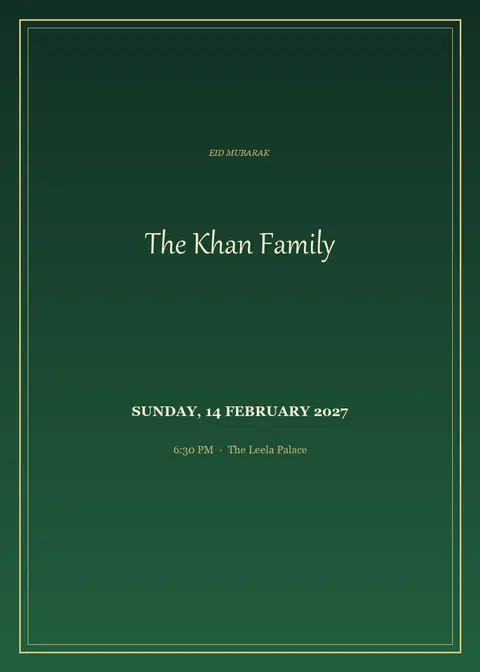 EID MUBARAK
The Khan Family
SUNDAY, 14 FEBRUARY 2027
6:30 PM · The Leela Palace